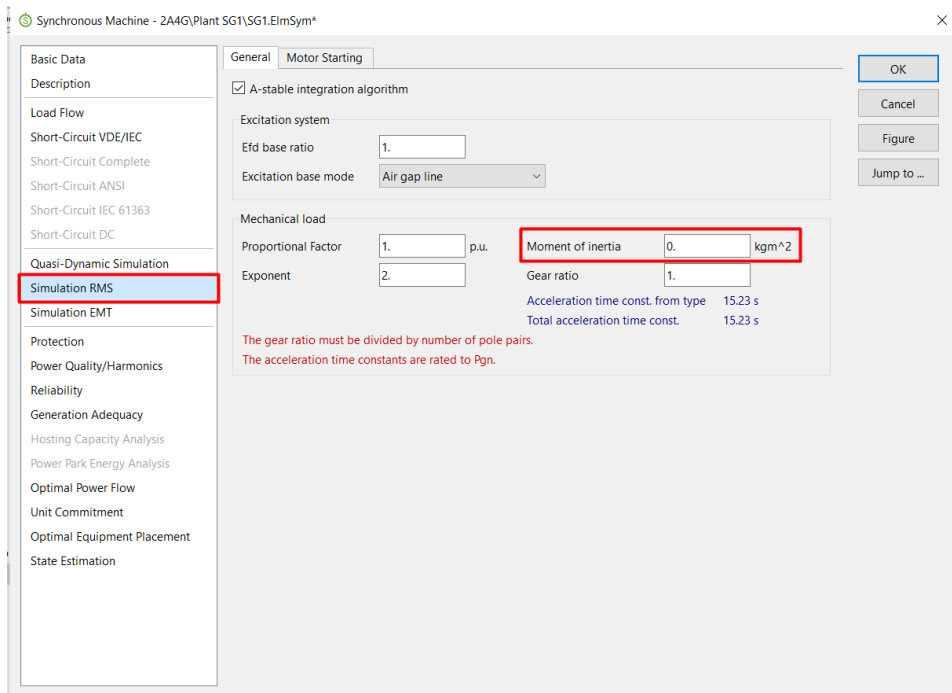 Synchronous Machine - 2A4G\Plant SG1\SG1.ElmSym*
Basic Data
Description
Load Flow
Short-Circuit VDE/IEC
Short-Circuit Complete
Short-Circuit ANSI
Short-Circuit IEC 61363
Short-Circuit DC
Quasi-Dynamic Simulation
Simulation RMS
Simulation EMT
Protection
Power Quality/Harmonics
Reliability
Generation Adequacy
Hosting Capacity Analysis
Power Park Energy Analysis
Optimal Power Flow
Unit Commitment
Optimal Equipment Placement
State Estimation
General Motor Starting
A-stable integration algorithm
Excitation system
Efd base ratio 1.
Excitation base mode Air gap line
Mechanical load
Proportional Factor 1. p.u. Moment of inertia 0. kgm^2
Exponent 2. Gear ratio 1.
Acceleration time const. from type 15.23 s
Total acceleration time const. 15.23 s
The gear ratio must be divided by number of pole pairs.
The acceleration time constants are rated to Pgn.
OK
Cancel
Figure
Jump to ...